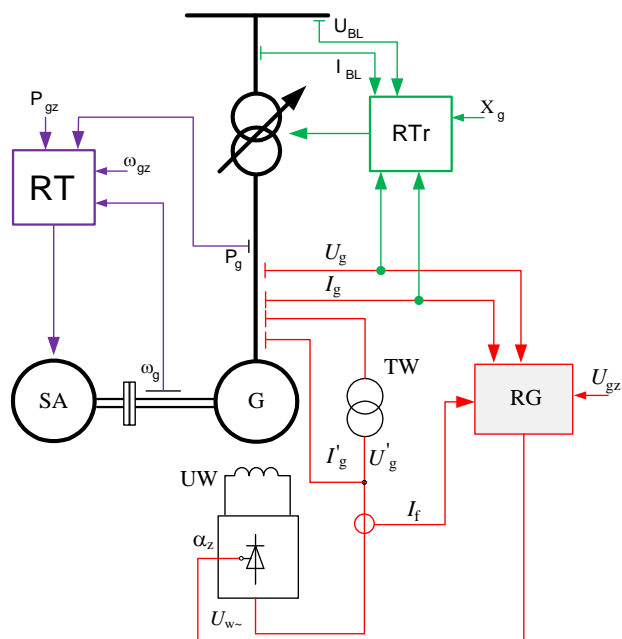 U_BL
I_BL
P_gz
X_g
RTr
ω_gz
RT
P_g
U_g
I_g
ω_g
TW
SA
G
RG
U_gz
I'_g
U'_g
UW
I_f
α_z
U_w~